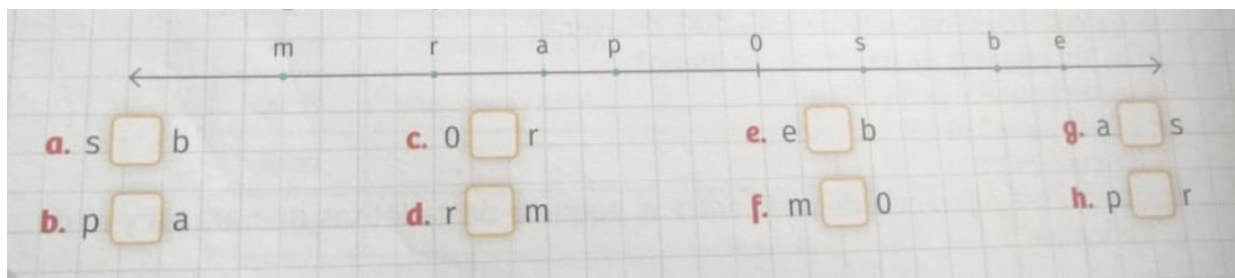 m r a p 0 s b e
a. s b c. 0 r e. e b g. a s
b. p a d. r m f. m 0 h. p r